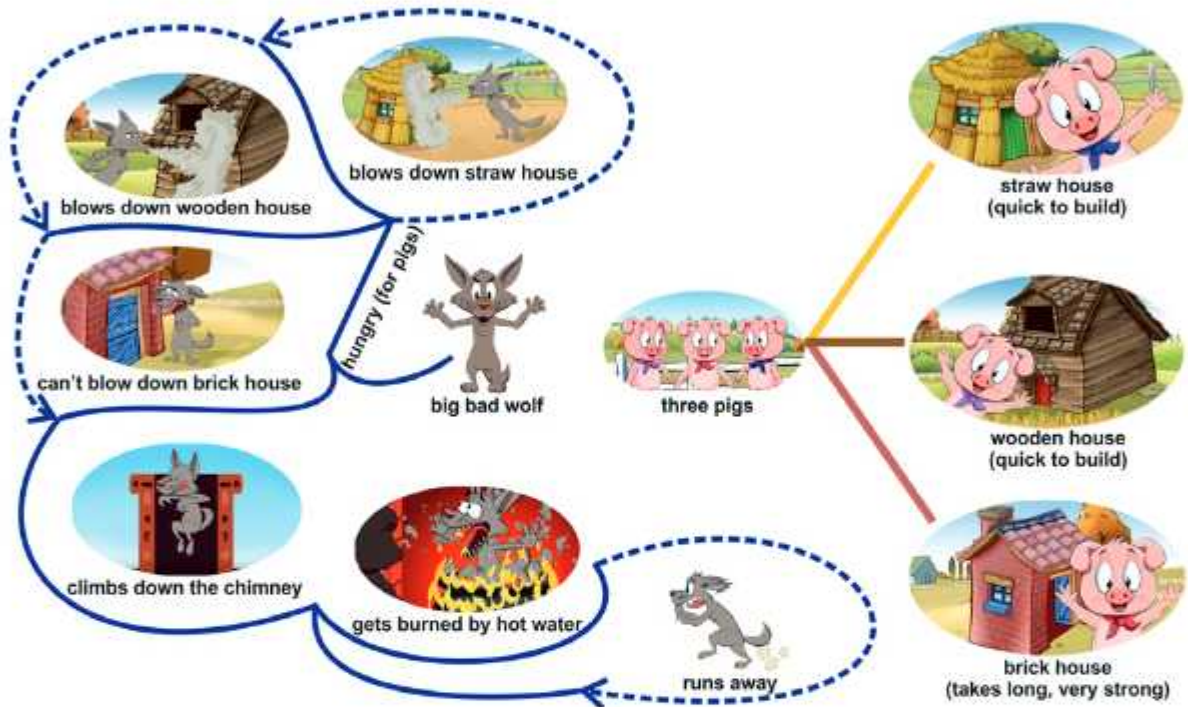 blows down straw house
blows down wooden house
hungry (for pigs)
can't blow down brick house
big bad wolf
climbs down the chimney
gets burned by hot water
runs away
three pigs
straw house
(quick to build)
wooden house
(quick to build)
brick house
(takes long, very strong)